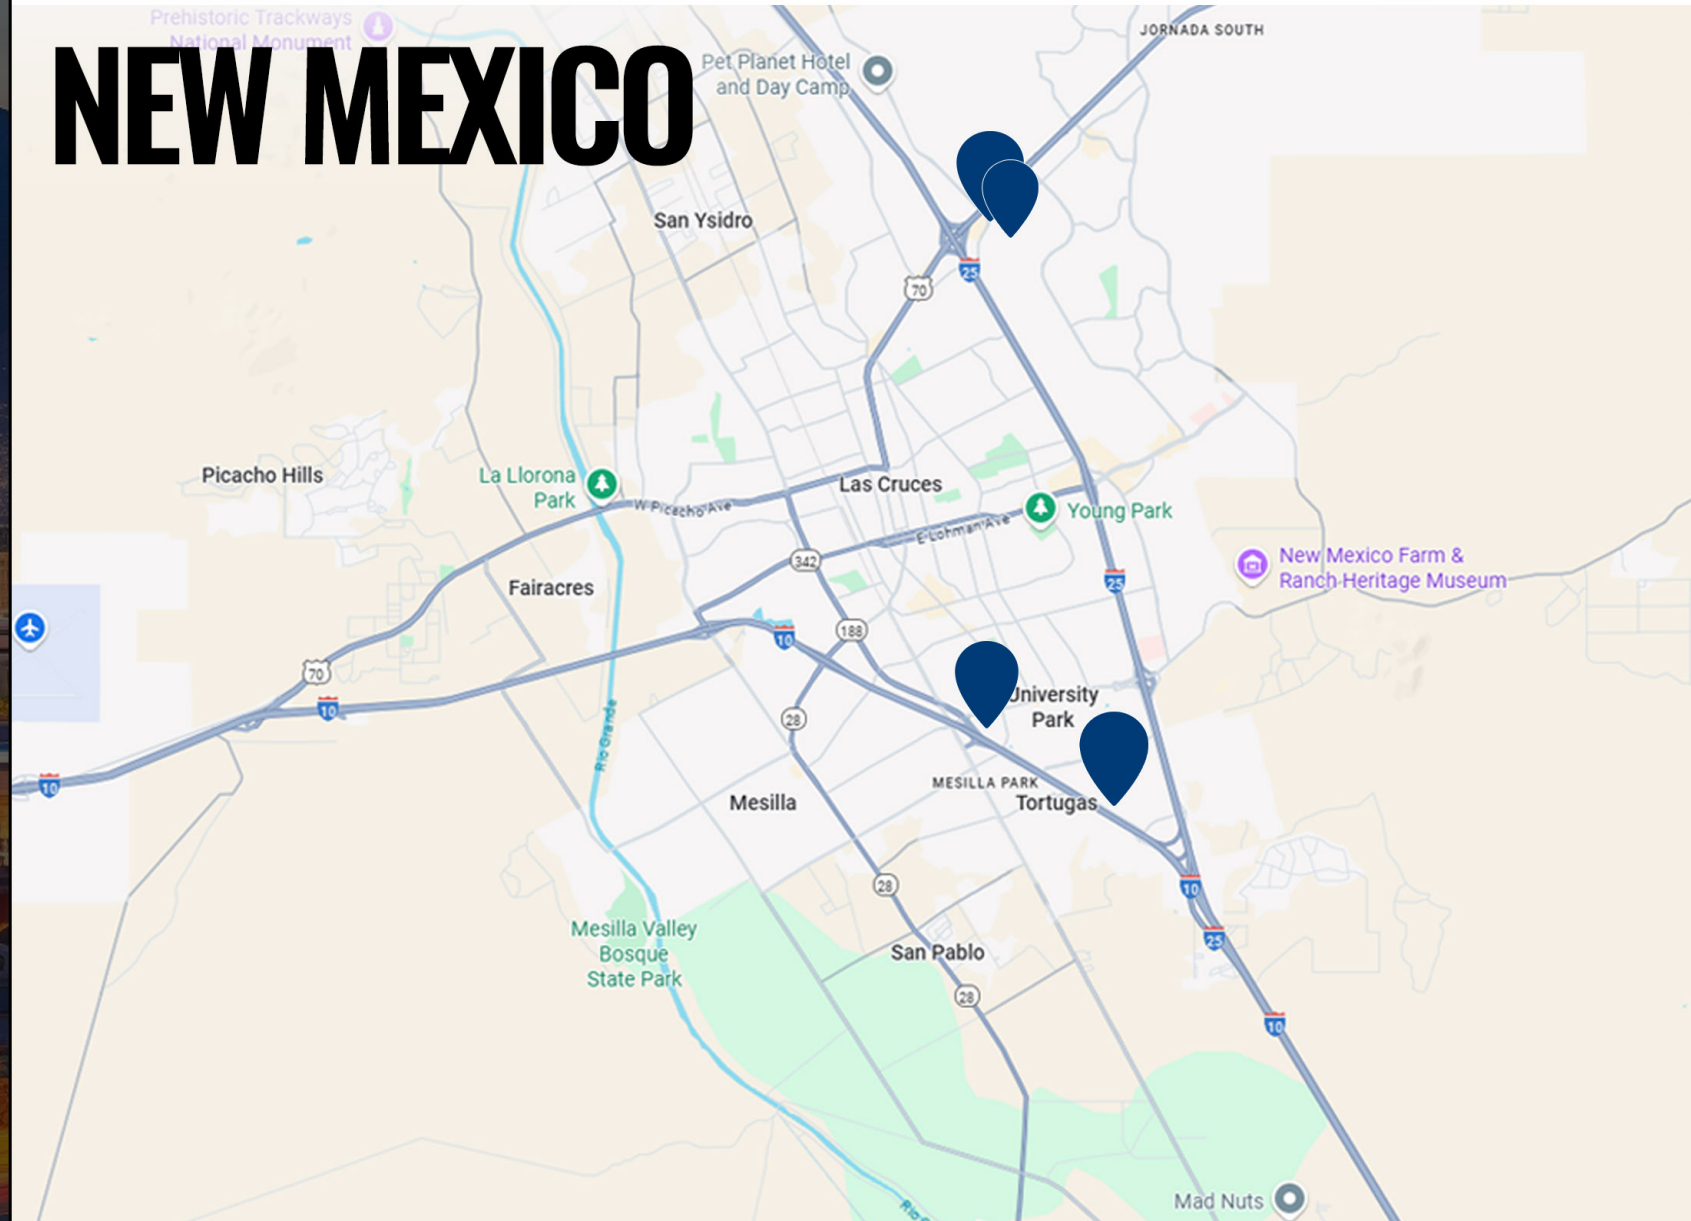 Prehistoric Trackways
National Monument
NEW MEXICO
Pet Planet Hotel
and Day Camp
JORNADA SOUTH
San Ysidro
25
70
Picacho Hills
La Llorona
Park
W Picacho Ave
Las Cruces
E Lohman Ave
Young Park
New Mexico Farm &
Ranch Heritage Museum
342
25
Fairacres
188
10
70
10
28
University
Park
Rio Grande
10
MESILLA PARK
Mesilla
Tortugas
28
10
Mesilla Valley
Bosque
State Park
25
San Pablo
28
10
Mad Nuts
Rio